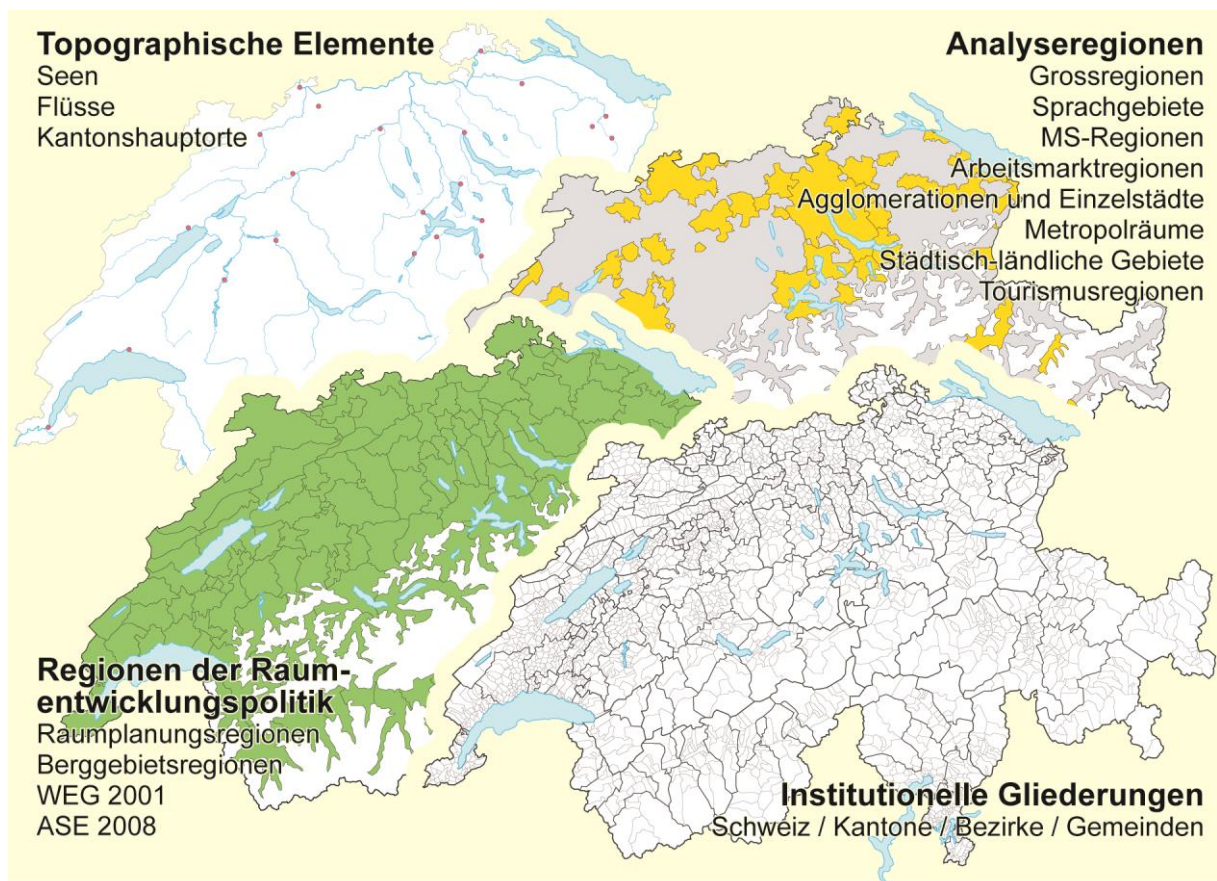 Topographische Elemente
Seen
Flüsse
Kantonshauptorte
Analyseregionen
Grossregionen
Sprachgebiete
MS-Regionen
Arbeitsmarktregionen
Agglomerationen und Einzelstädte
Metropolräume
Städtisch-ländliche Gebiete
Tourismusregionen
Regionen der Raum-
entwicklungspolitik
Raumplanungsregionen
Berggebietsregionen
WEG 2001
ASE 2008
Institutionelle Gliederungen
Schweiz / Kantone / Bezirke / Gemeinden